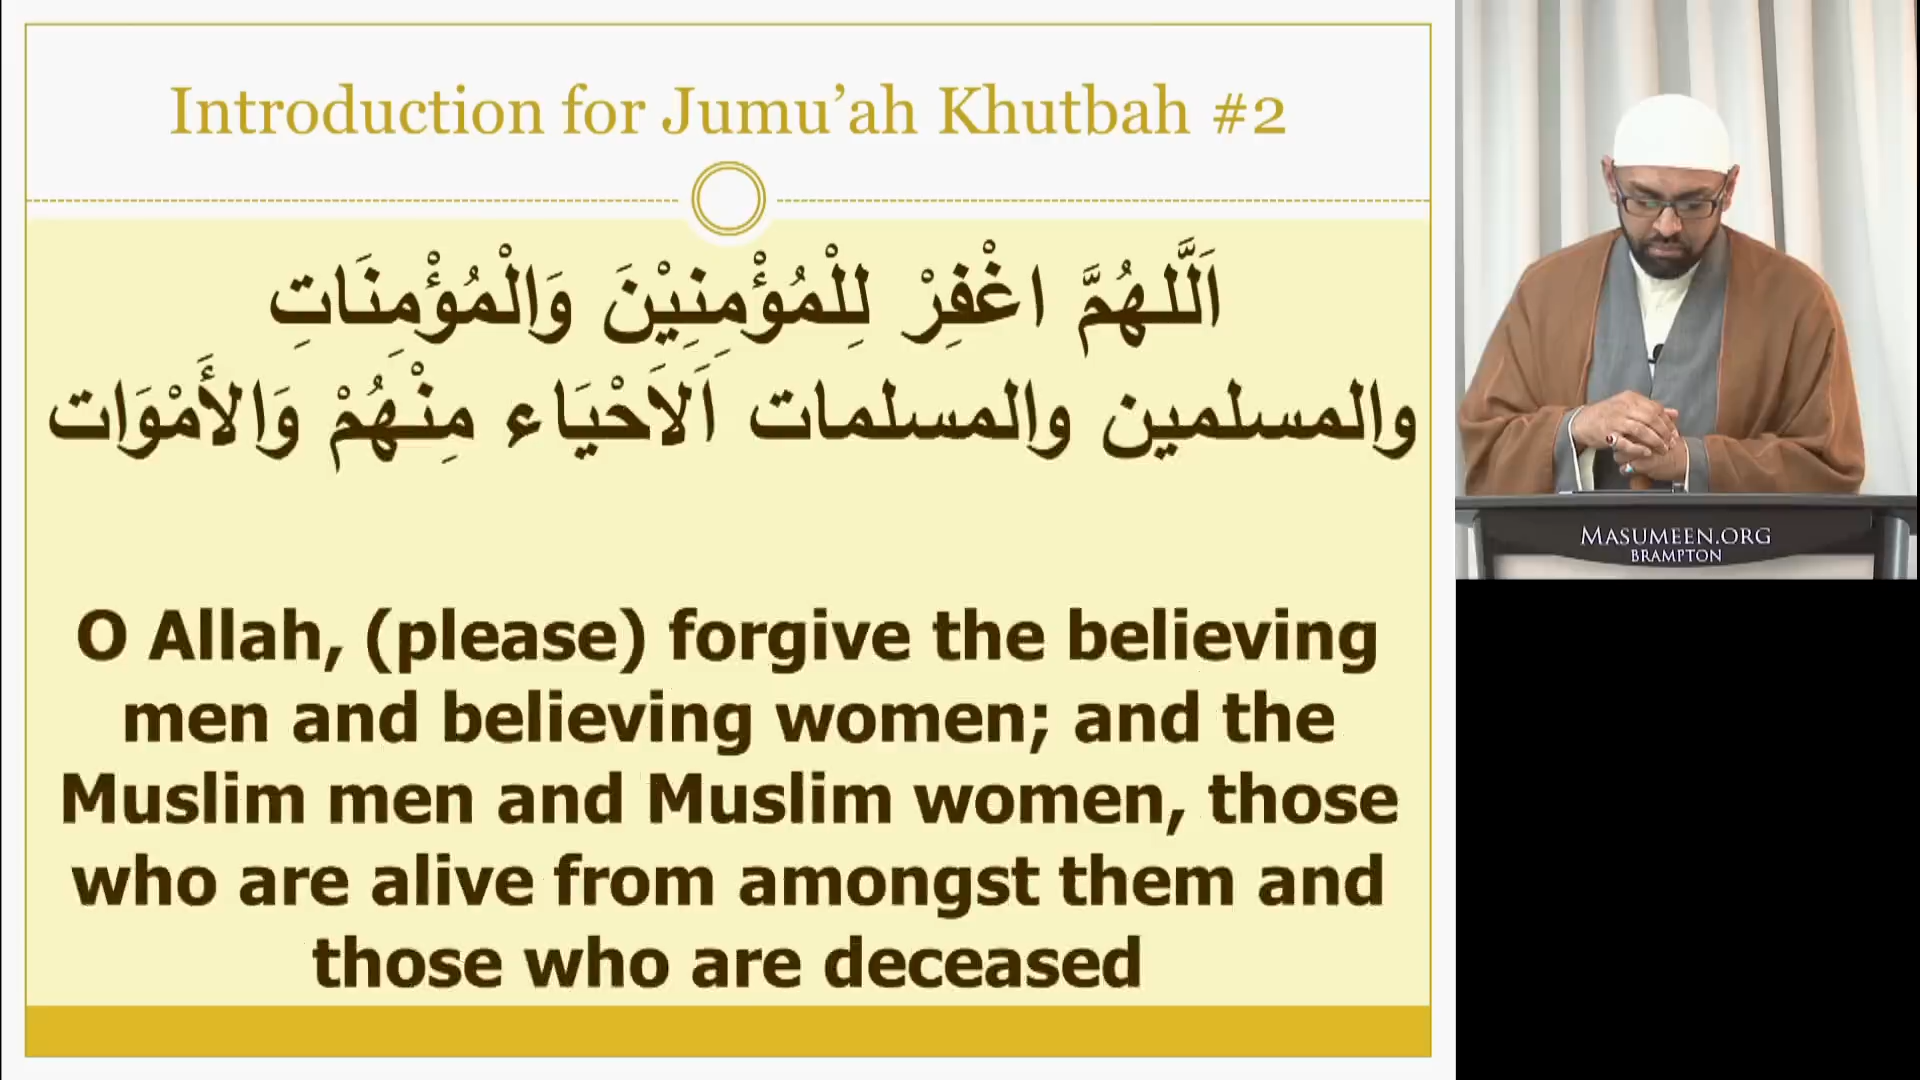 Introduction for Jumu’ah Khutbah #2
اَللَّهُمَّ اغْفِرْ لِلْمُؤْمِنِيْنَ وَالْمُؤْمِنَاتِ
والمسلمين والمسلمات اَلاَحْيَاء مِنْهُمْ وَالأَمْوَات
O Allah, (please) forgive the believing
men and believing women; and the
Muslim men and Muslim women, those
who are alive from amongst them and
those who are deceased
MASUMEEN.ORG
BRAMPTON